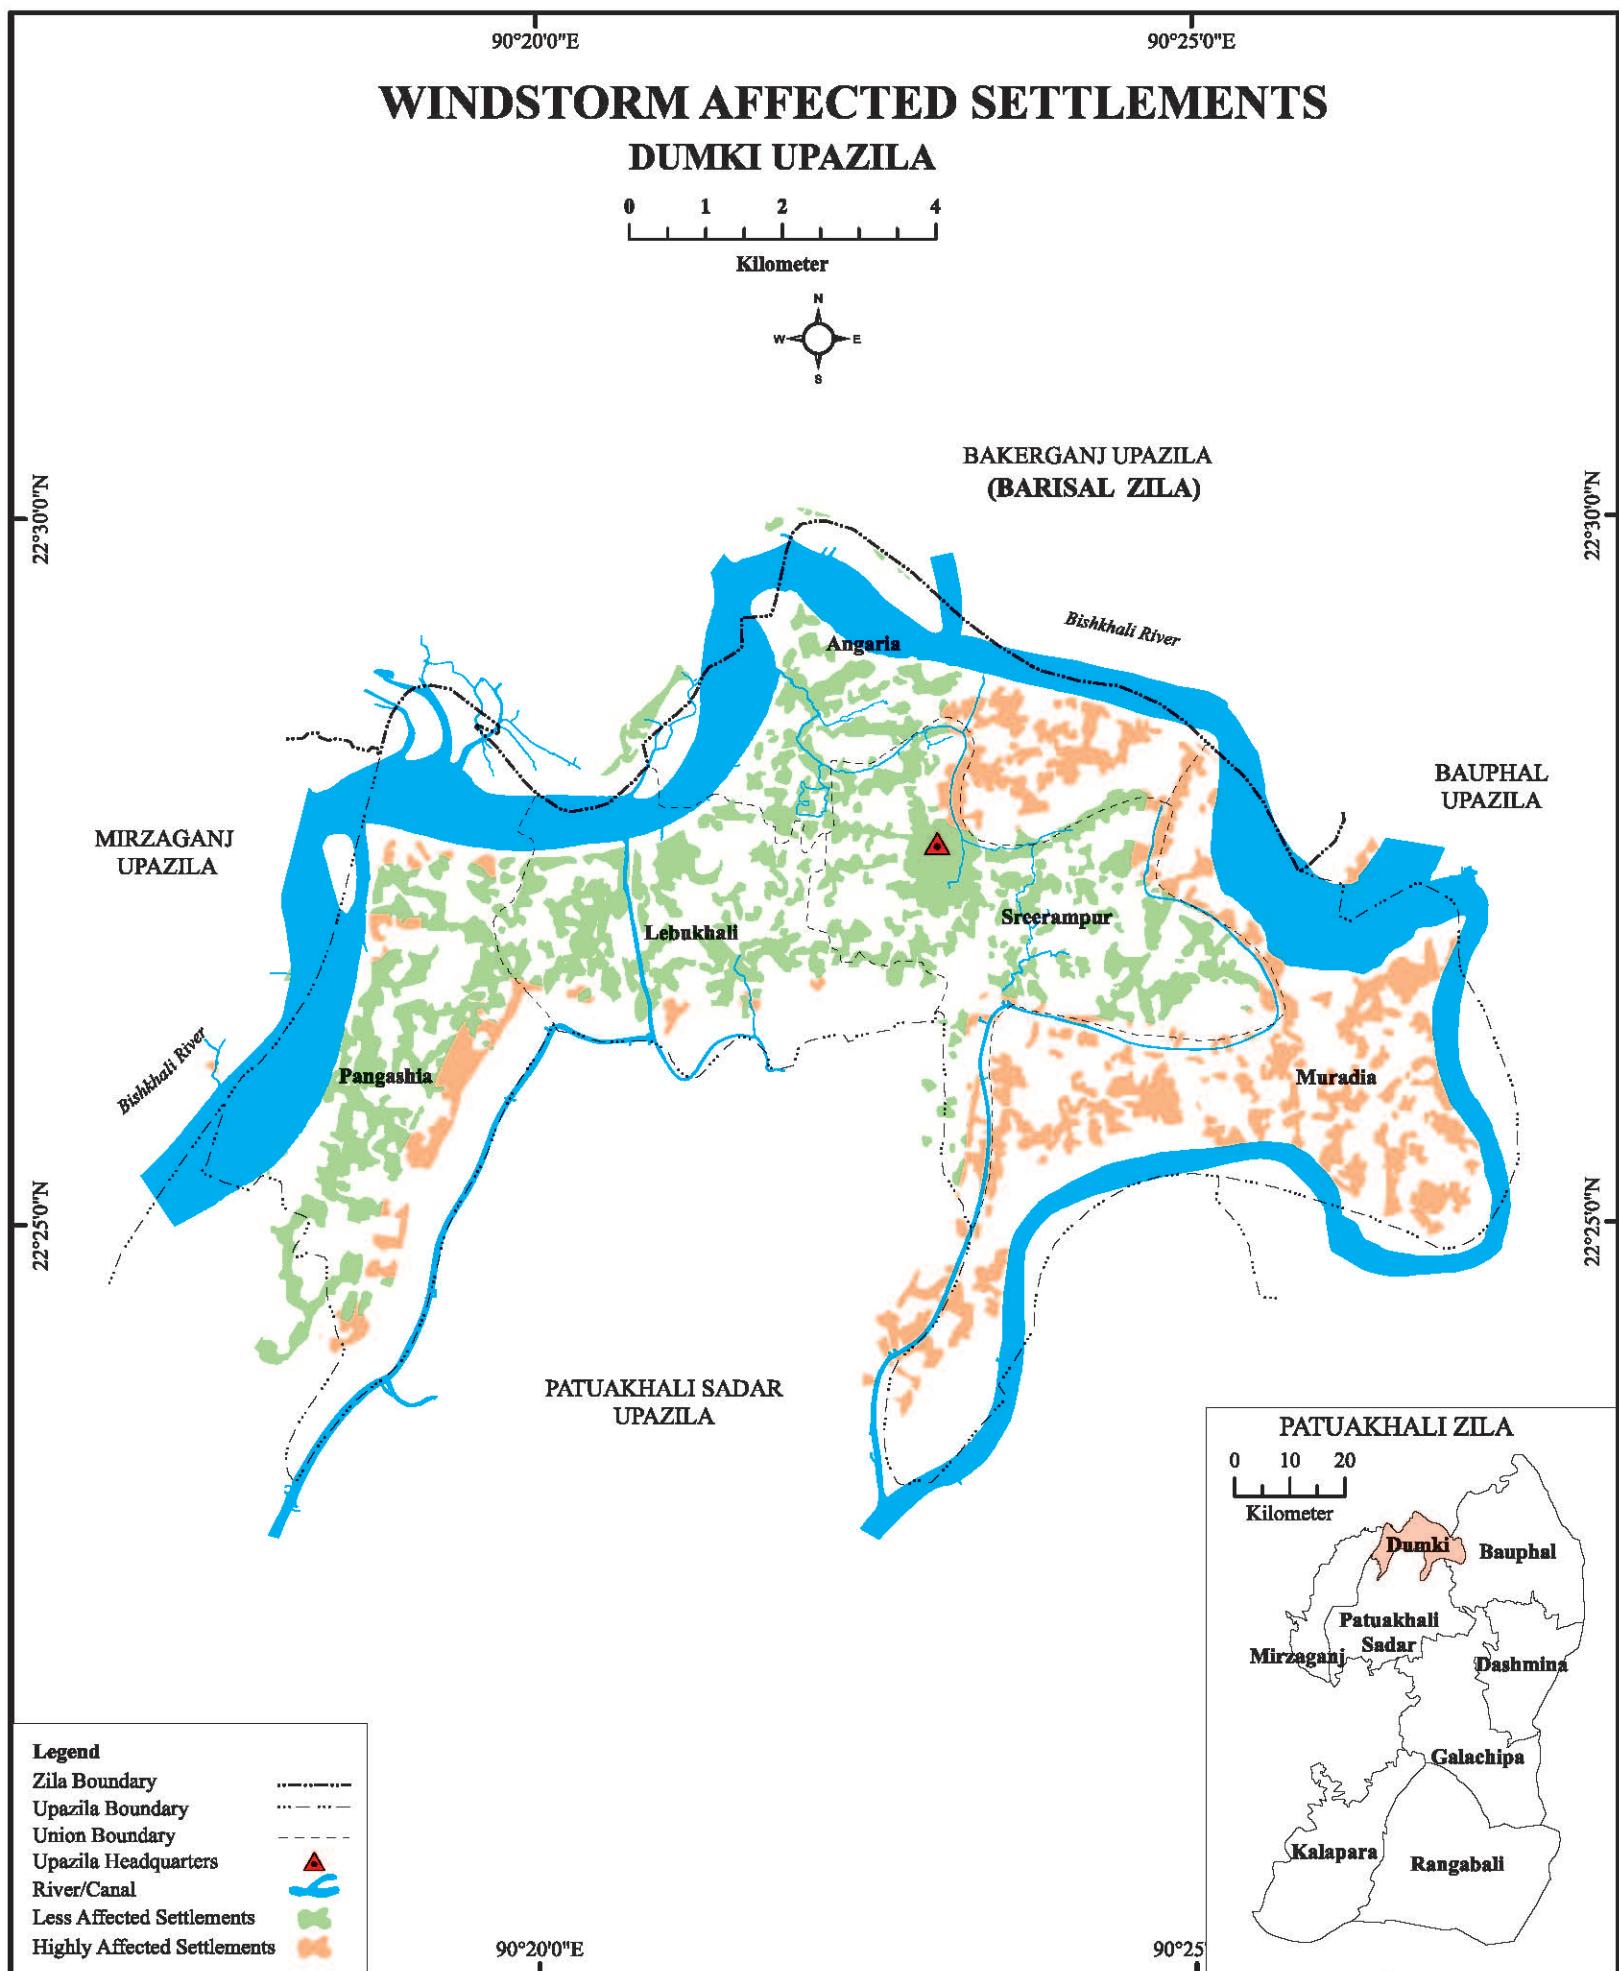 90°20'0"E
90°25'0"E
WINDSTORM AFFECTED SETTLEMENTS
DUMKI UPAZILA
0 1 2 4
Kilometer
N
W E
S
BAKERGANJ UPAZILA
(BARISAL ZILA)
22°30'0"N
22°30'0"N
Bishkhali River
Angaria
BAUPHAL
UPAZILA
MIRZAGANJ
UPAZILA
Lebukhali
Sreerampur
Bishkhali River
Pangashia
Muradia
22°25'0"N
22°25'0"N
PATUAKHALI SADAR
UPAZILA
PATUAKHALI ZILA
0 10 20
Kilometer
Dumki
Bauphal
Patuakhali
Sadar
Mirzaganj
Dashmina
Galachipa
Kalapara
Rangabali
Legend
Zila Boundary
Upazila Boundary
Union Boundary
Upazila Headquarters
River/Canal
Less Affected Settlements
Highly Affected Settlements
90°20'0"E
90°25'